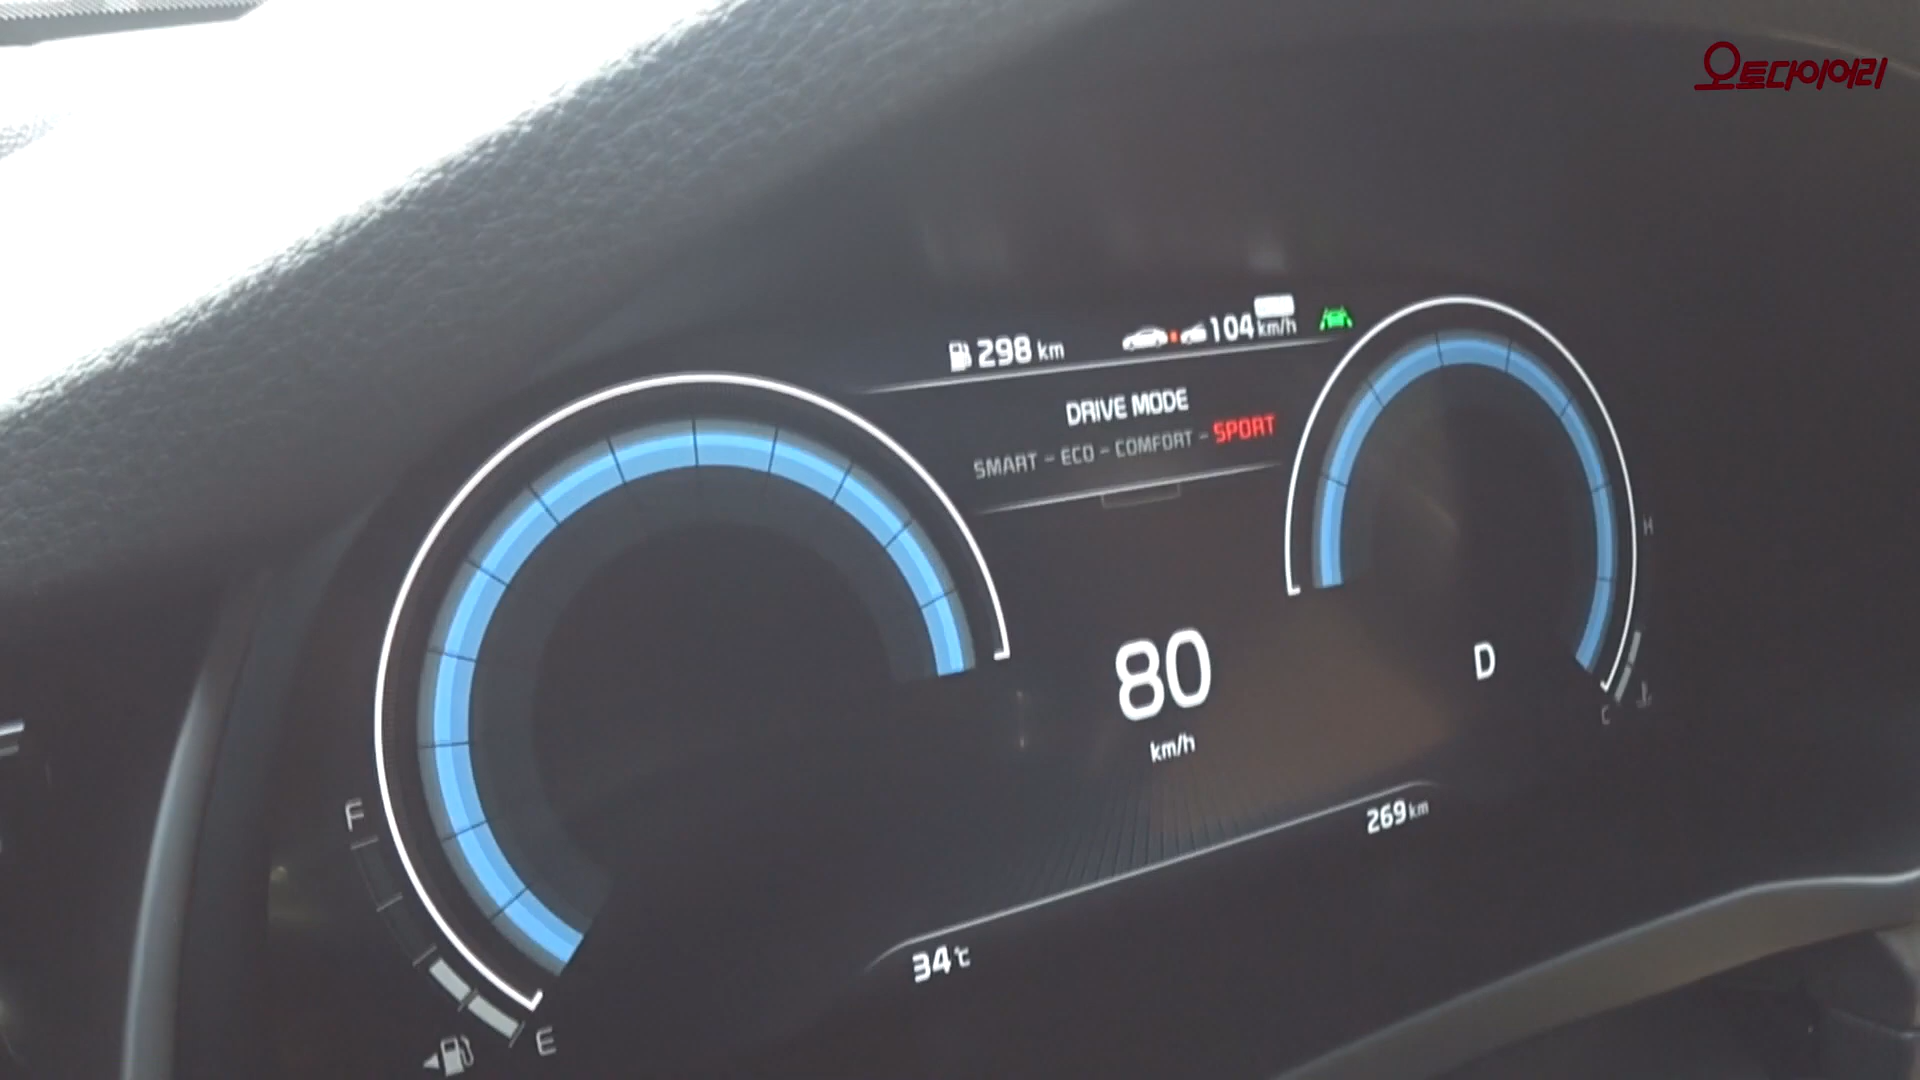 오토다이어리
298 km
104 km/h
DRIVE MODE
SMART - ECO - COMFORT - SPORT
80
km/h
D
H
C
F
E
269 km
34℃